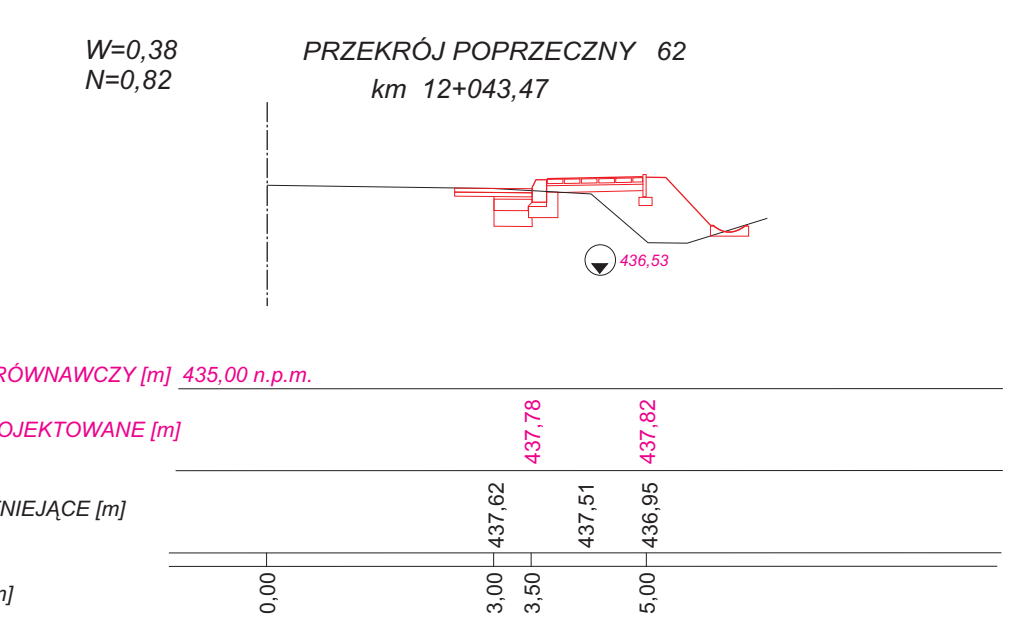 W=0,38
N=0,82
PRZEKRÓJ POPRZECZNY 62
km 12+043,47
436,53
RÓWNAWCZY [m] 435,00 n.p.m.
OJEKTOWANE [m]
437,78
437,82
NIEJĄCE [m]
437,62
437,51
436,95
m]
0,00
3,00
3,50
5,00